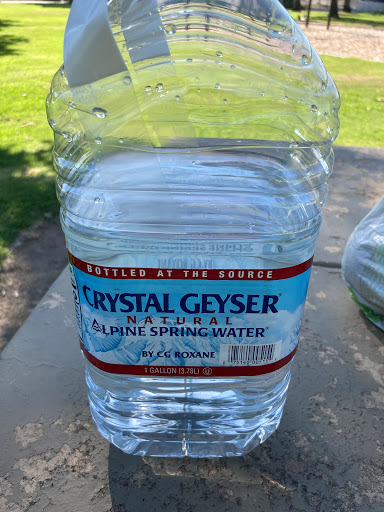 BOTTLED AT THE SOURCE
CRYSTAL GEYSER
NATURAL
ALPINE SPRING WATER
BY CG ROXANE
1 GALLON (3.78L) U